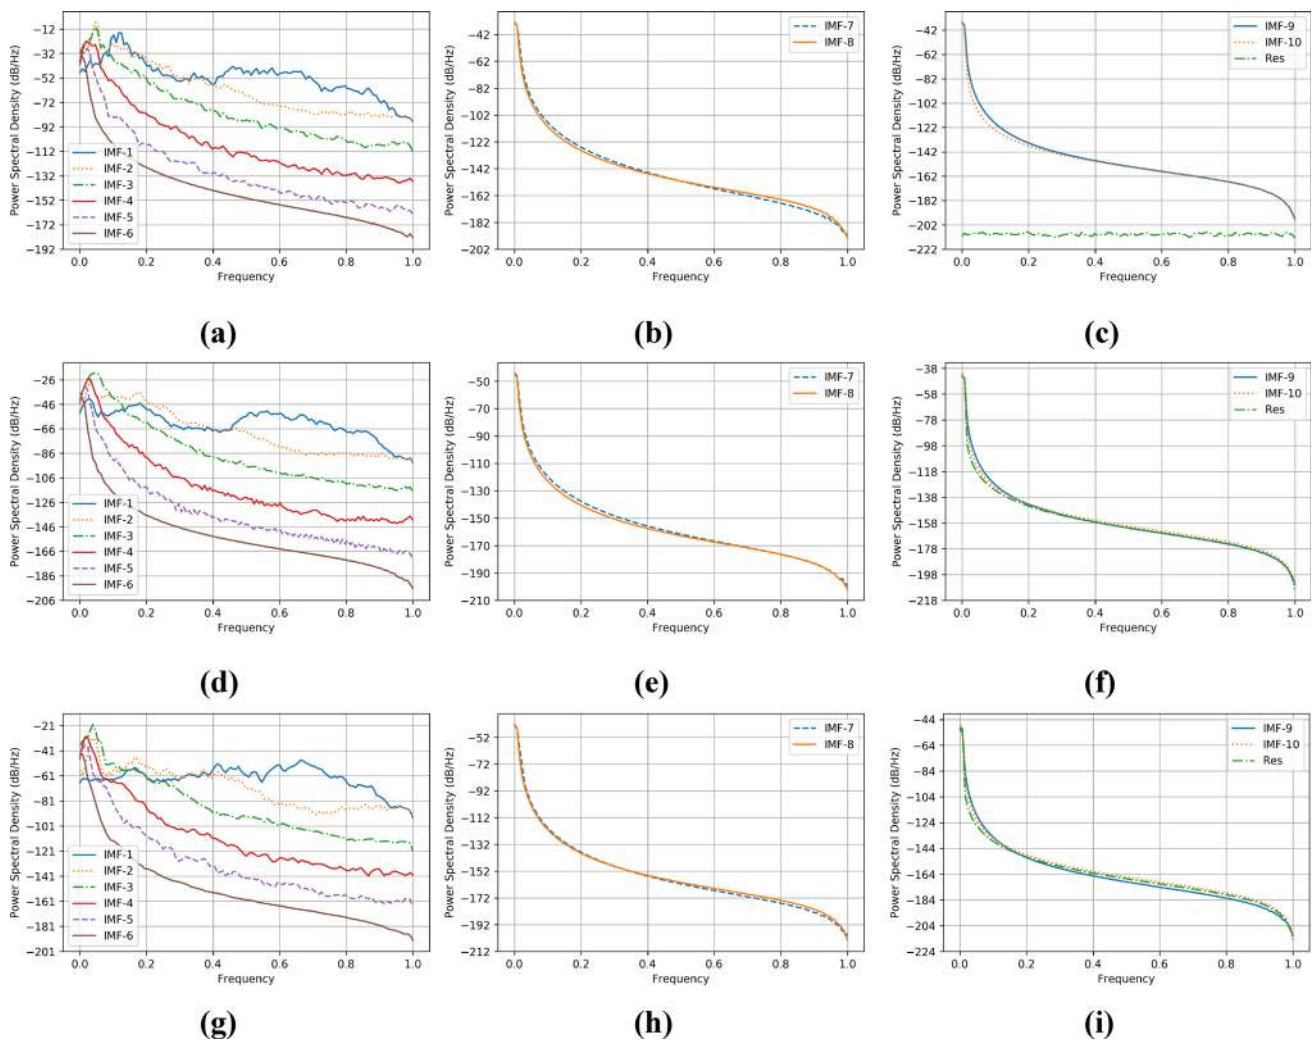 Power Spectral Density (dB/Hz)
−12
−32
−52
−72
−92
−112
−132
−152
−172
−192
IMF-1
IMF-2
IMF-3
IMF-4
IMF-5
IMF-6
0.0 0.2 0.4 0.6 0.8 1.0
Frequency
(a)
Power Spectral Density (dB/Hz)
−42
−62
−82
−102
−122
−142
−162
−182
−202
IMF-7
IMF-8
0.0 0.2 0.4 0.6 0.8 1.0
Frequency
(b)
Power Spectral Density (dB/Hz)
−42
−62
−82
−102
−122
−142
−162
−182
−202
−222
IMF-9
IMF-10
Res
0.0 0.2 0.4 0.6 0.8 1.0
Frequency
(c)
Power Spectral Density (dB/Hz)
−26
−46
−66
−86
−106
−126
−146
−166
−186
−206
IMF-1
IMF-2
IMF-3
IMF-4
IMF-5
IMF-6
0.0 0.2 0.4 0.6 0.8 1.0
Frequency
(d)
Power Spectral Density (dB/Hz)
−50
−70
−90
−110
−130
−150
−170
−190
−210
IMF-7
IMF-8
0.0 0.2 0.4 0.6 0.8 1.0
Frequency
(e)
Power Spectral Density (dB/Hz)
−38
−58
−78
−98
−118
−138
−158
−178
−198
−218
IMF-9
IMF-10
Res
0.0 0.2 0.4 0.6 0.8 1.0
Frequency
(f)
Power Spectral Density (dB/Hz)
−21
−41
−61
−81
−101
−121
−141
−161
−181
−201
IMF-1
IMF-2
IMF-3
IMF-4
IMF-5
IMF-6
0.0 0.2 0.4 0.6 0.8 1.0
Frequency
(g)
Power Spectral Density (dB/Hz)
−52
−72
−92
−112
−132
−152
−172
−192
−212
IMF-7
IMF-8
0.0 0.2 0.4 0.6 0.8 1.0
Frequency
(h)
Power Spectral Density (dB/Hz)
−44
−64
−84
−104
−124
−144
−164
−184
−204
−224
IMF-9
IMF-10
Res
0.0 0.2 0.4 0.6 0.8 1.0
Frequency
(i)